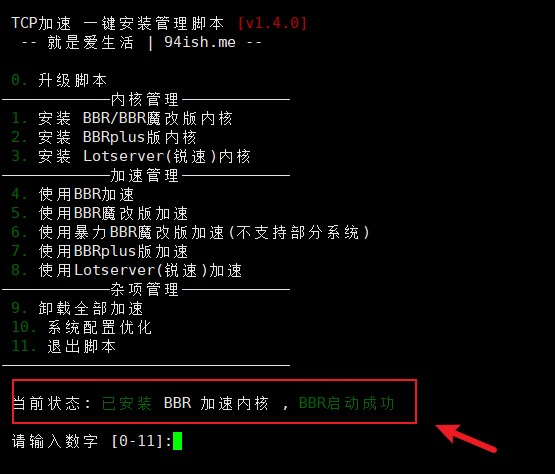 TCP加速 一键安装管理脚本 [v1.4.0]
-- 就是爱生活 | 94ish.me --
0. 升级脚本
内核管理
1. 安装 BBR/BBR魔改版内核
2. 安装 BBRplus版内核
3. 安装 Lotserver(锐速)内核
加速管理
4. 使用BBR加速
5. 使用BBR魔改版加速
6. 使用暴力BBR魔改版加速(不支持部分系统)
7. 使用BBRplus版加速
8. 使用Lotserver(锐速)加速
杂项管理
9. 卸载全部加速
10. 系统配置优化
11. 退出脚本
当前状态: 已安装 BBR 加速内核 , BBR启动成功
请输入数字 [0-11]: